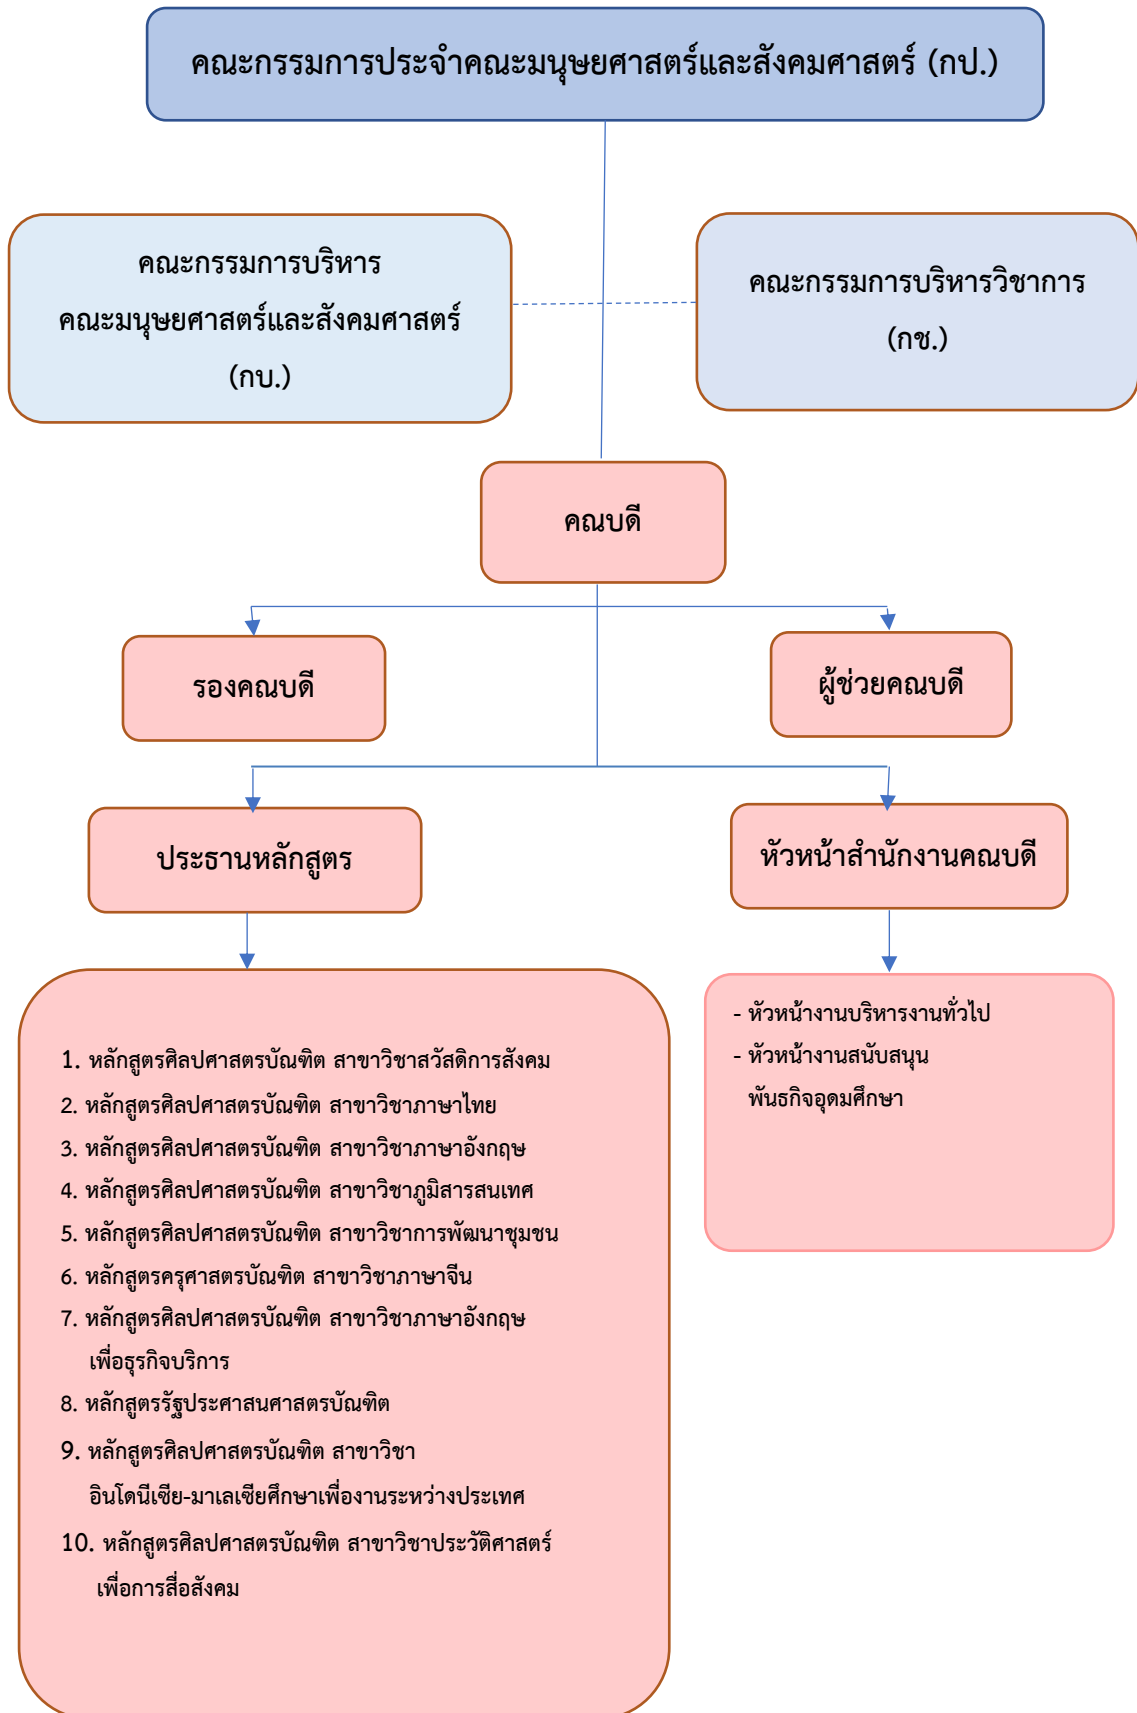 คณะกรรมการประจำคณะมนุษยศาสตร์และสังคมศาสตร์ (กป.)
คณะกรรมการบริหาร
คณะมนุษยศาสตร์และสังคมศาสตร์
(กบ.)
คณะกรรมการบริหารวิชาการ
(กช.)
คณบดี
รองคณบดี
ผู้ช่วยคณบดี
ประธานหลักสูตร
หัวหน้าสำนักงานคณบดี
1. หลักสูตรศิลปศาสตรบัณฑิต สาขาวิชาสวัสดิการสังคม
2. หลักสูตรศิลปศาสตรบัณฑิต สาขาวิชาภาษาไทย
3. หลักสูตรศิลปศาสตรบัณฑิต สาขาวิชาภาษาอังกฤษ
4. หลักสูตรศิลปศาสตรบัณฑิต สาขาวิชาภูมิสารสนเทศ
5. หลักสูตรศิลปศาสตรบัณฑิต สาขาวิชาการพัฒนาชุมชน
6. หลักสูตรครุศาสตรบัณฑิต สาขาวิชาภาษาจีน
7. หลักสูตรศิลปศาสตรบัณฑิต สาขาวิชาภาษาอังกฤษ
เพื่อธุรกิจบริการ
8. หลักสูตรรัฐประศาสนศาสตรบัณฑิต
9. หลักสูตรศิลปศาสตรบัณฑิต สาขาวิชา
อินโดนีเซีย-มาเลเซียศึกษาเพื่องานระหว่างประเทศ
10. หลักสูตรศิลปศาสตรบัณฑิต สาขาวิชาประวัติศาสตร์
เพื่อการสื่อสังคม
- หัวหน้างานบริหารงานทั่วไป
- หัวหน้างานสนับสนุน
พันธกิจอุดมศึกษา